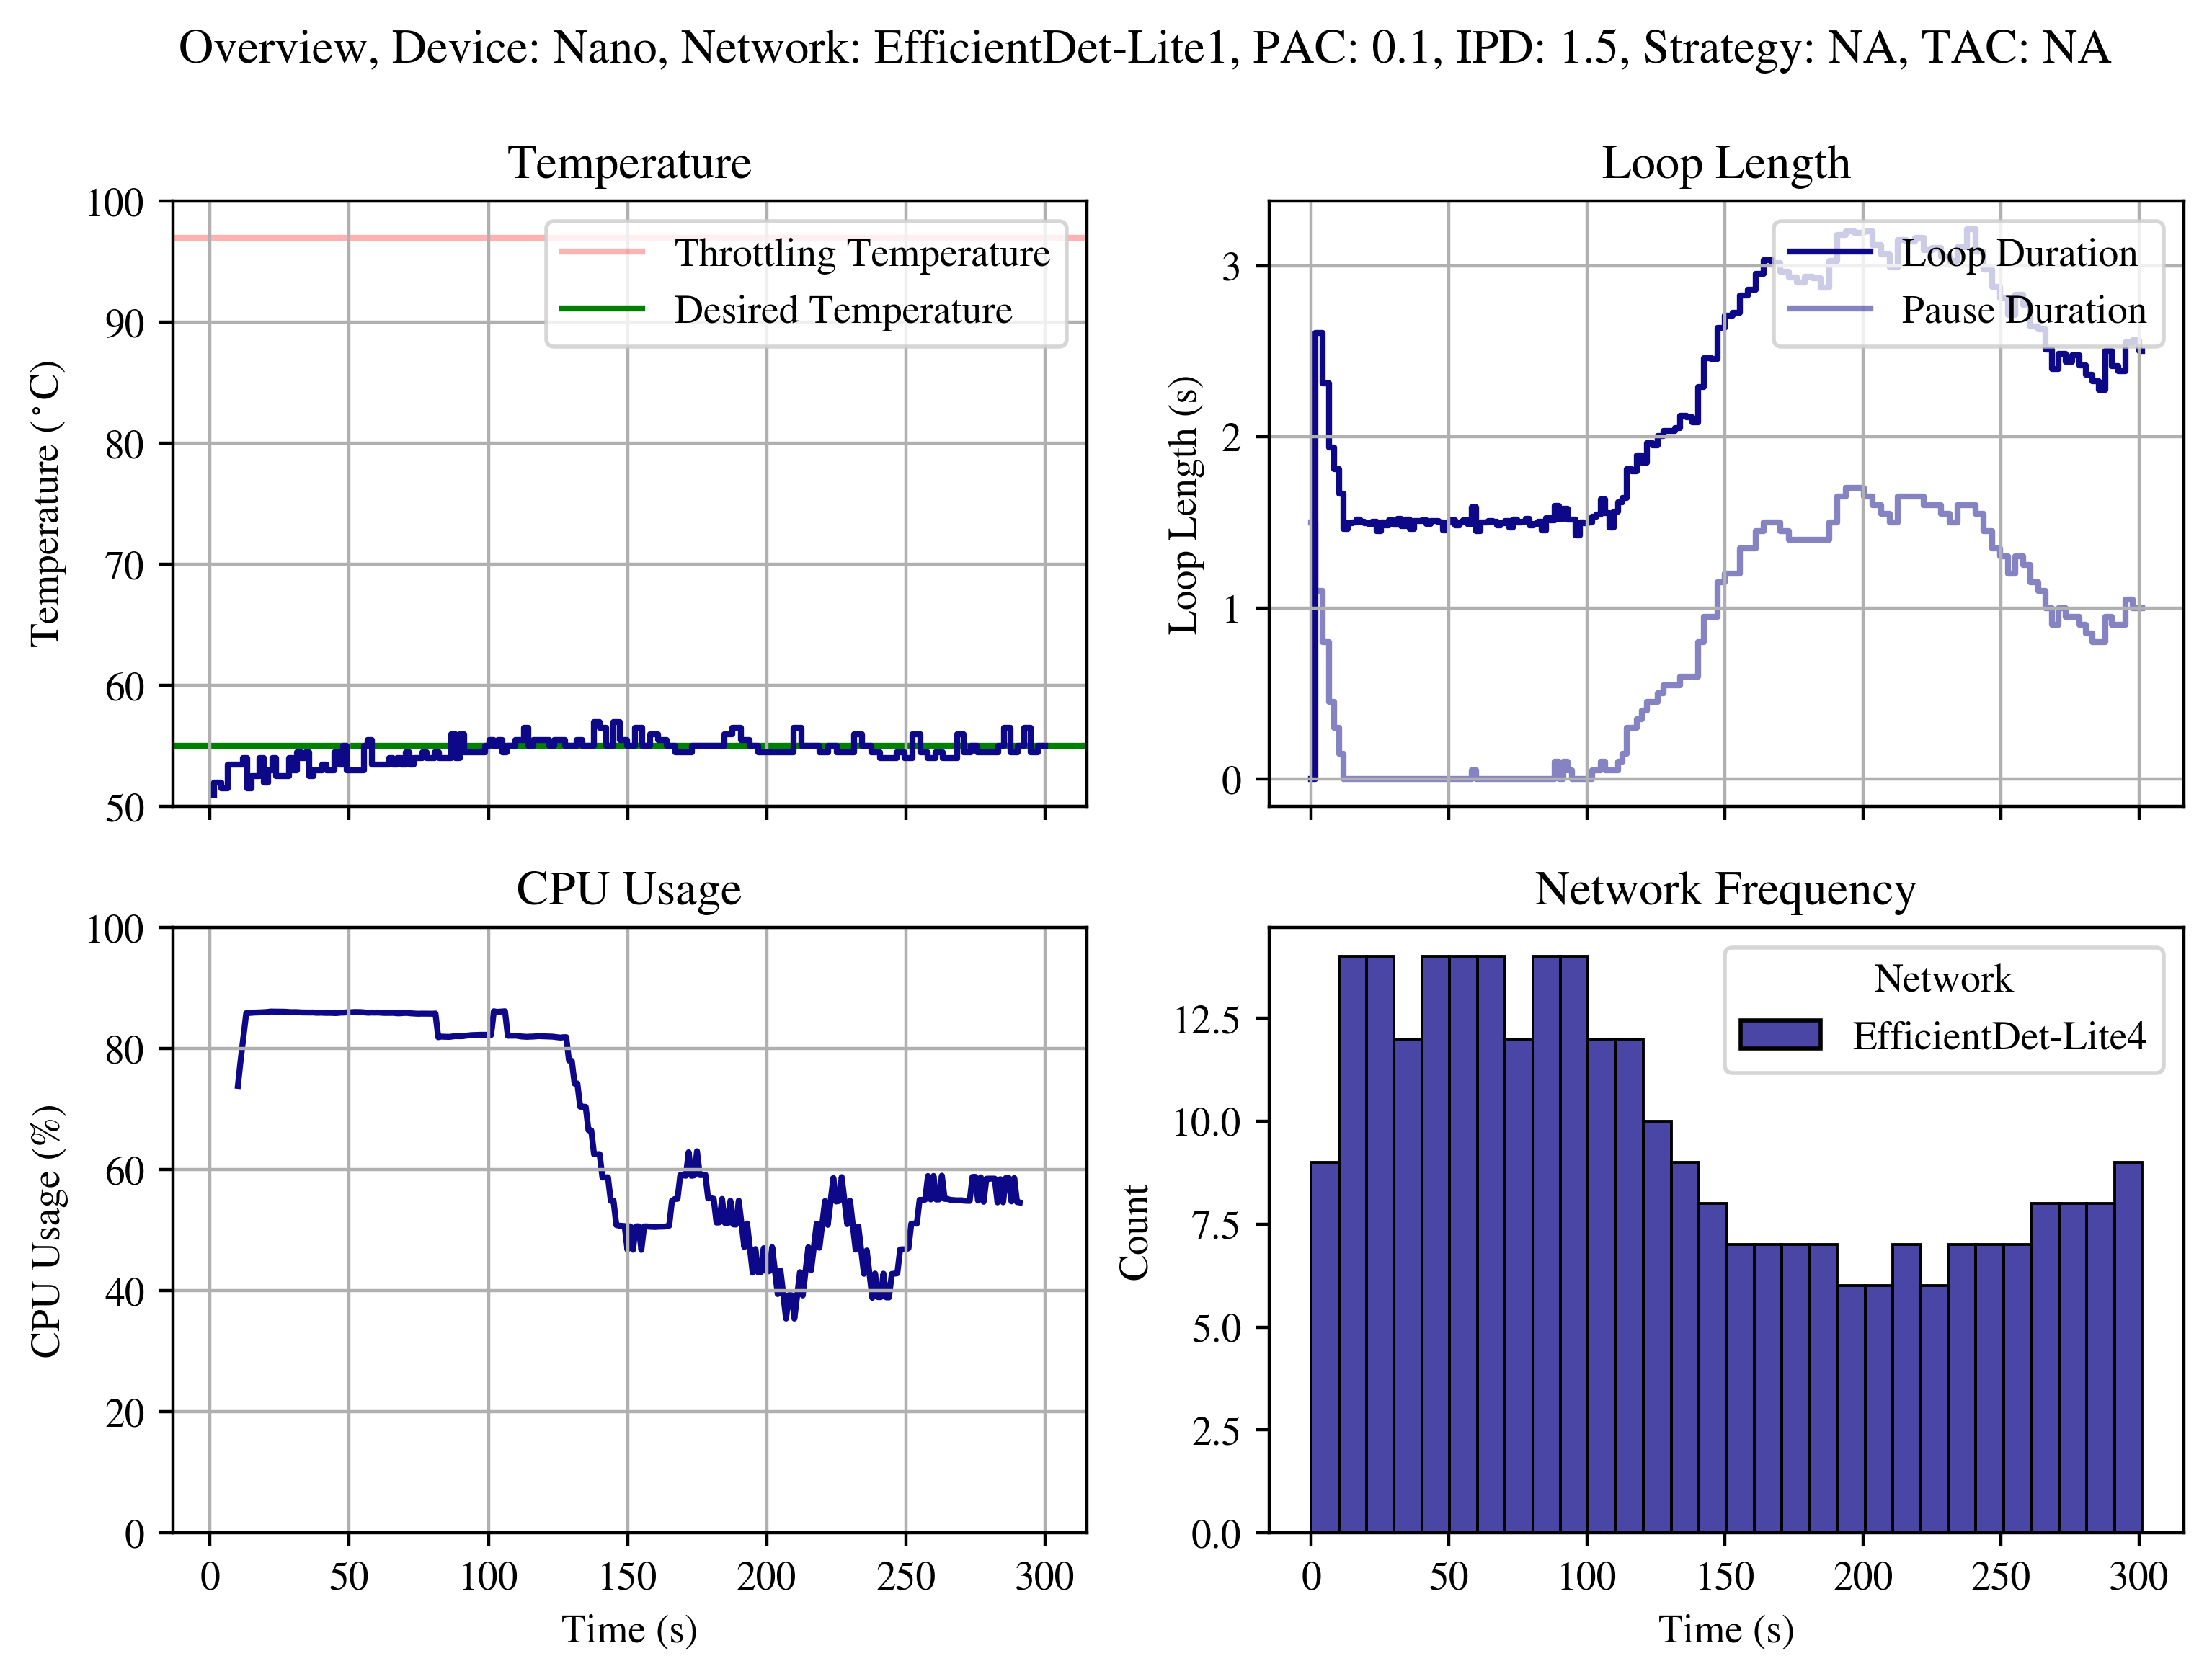 Overview, Device: Nano, Network: EfficientDet-Lite1, PAC: 0.1, IPD: 1.5, Strategy: NA, TAC: NA
Temperature
100
90
80
70
60
50
Temperature (°C)
Throttling Temperature
Desired Temperature
Loop Length
3
2
1
0
Loop Length (s)
Loop Duration
Pause Duration
CPU Usage
100
80
60
40
20
0
CPU Usage (%)
0 50 100 150 200 250 300
Time (s)
Network Frequency
12.5
10.0
7.5
5.0
2.5
0.0
Count
Network
EfficientDet-Lite4
0 50 100 150 200 250 300
Time (s)